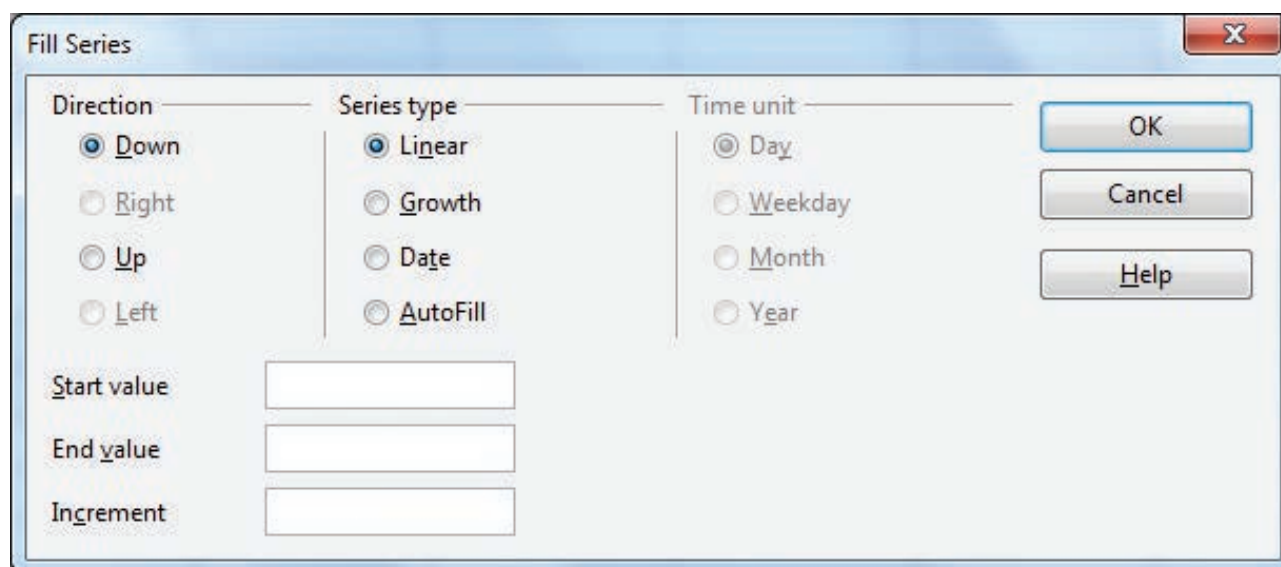 Fill Series
Direction
Down
Right
Up
Left
Series type
Linear
Growth
Date
AutoFill
Time unit
Day
Weekday
Month
Year
OK
Cancel
Help
Start value
End value
Increment